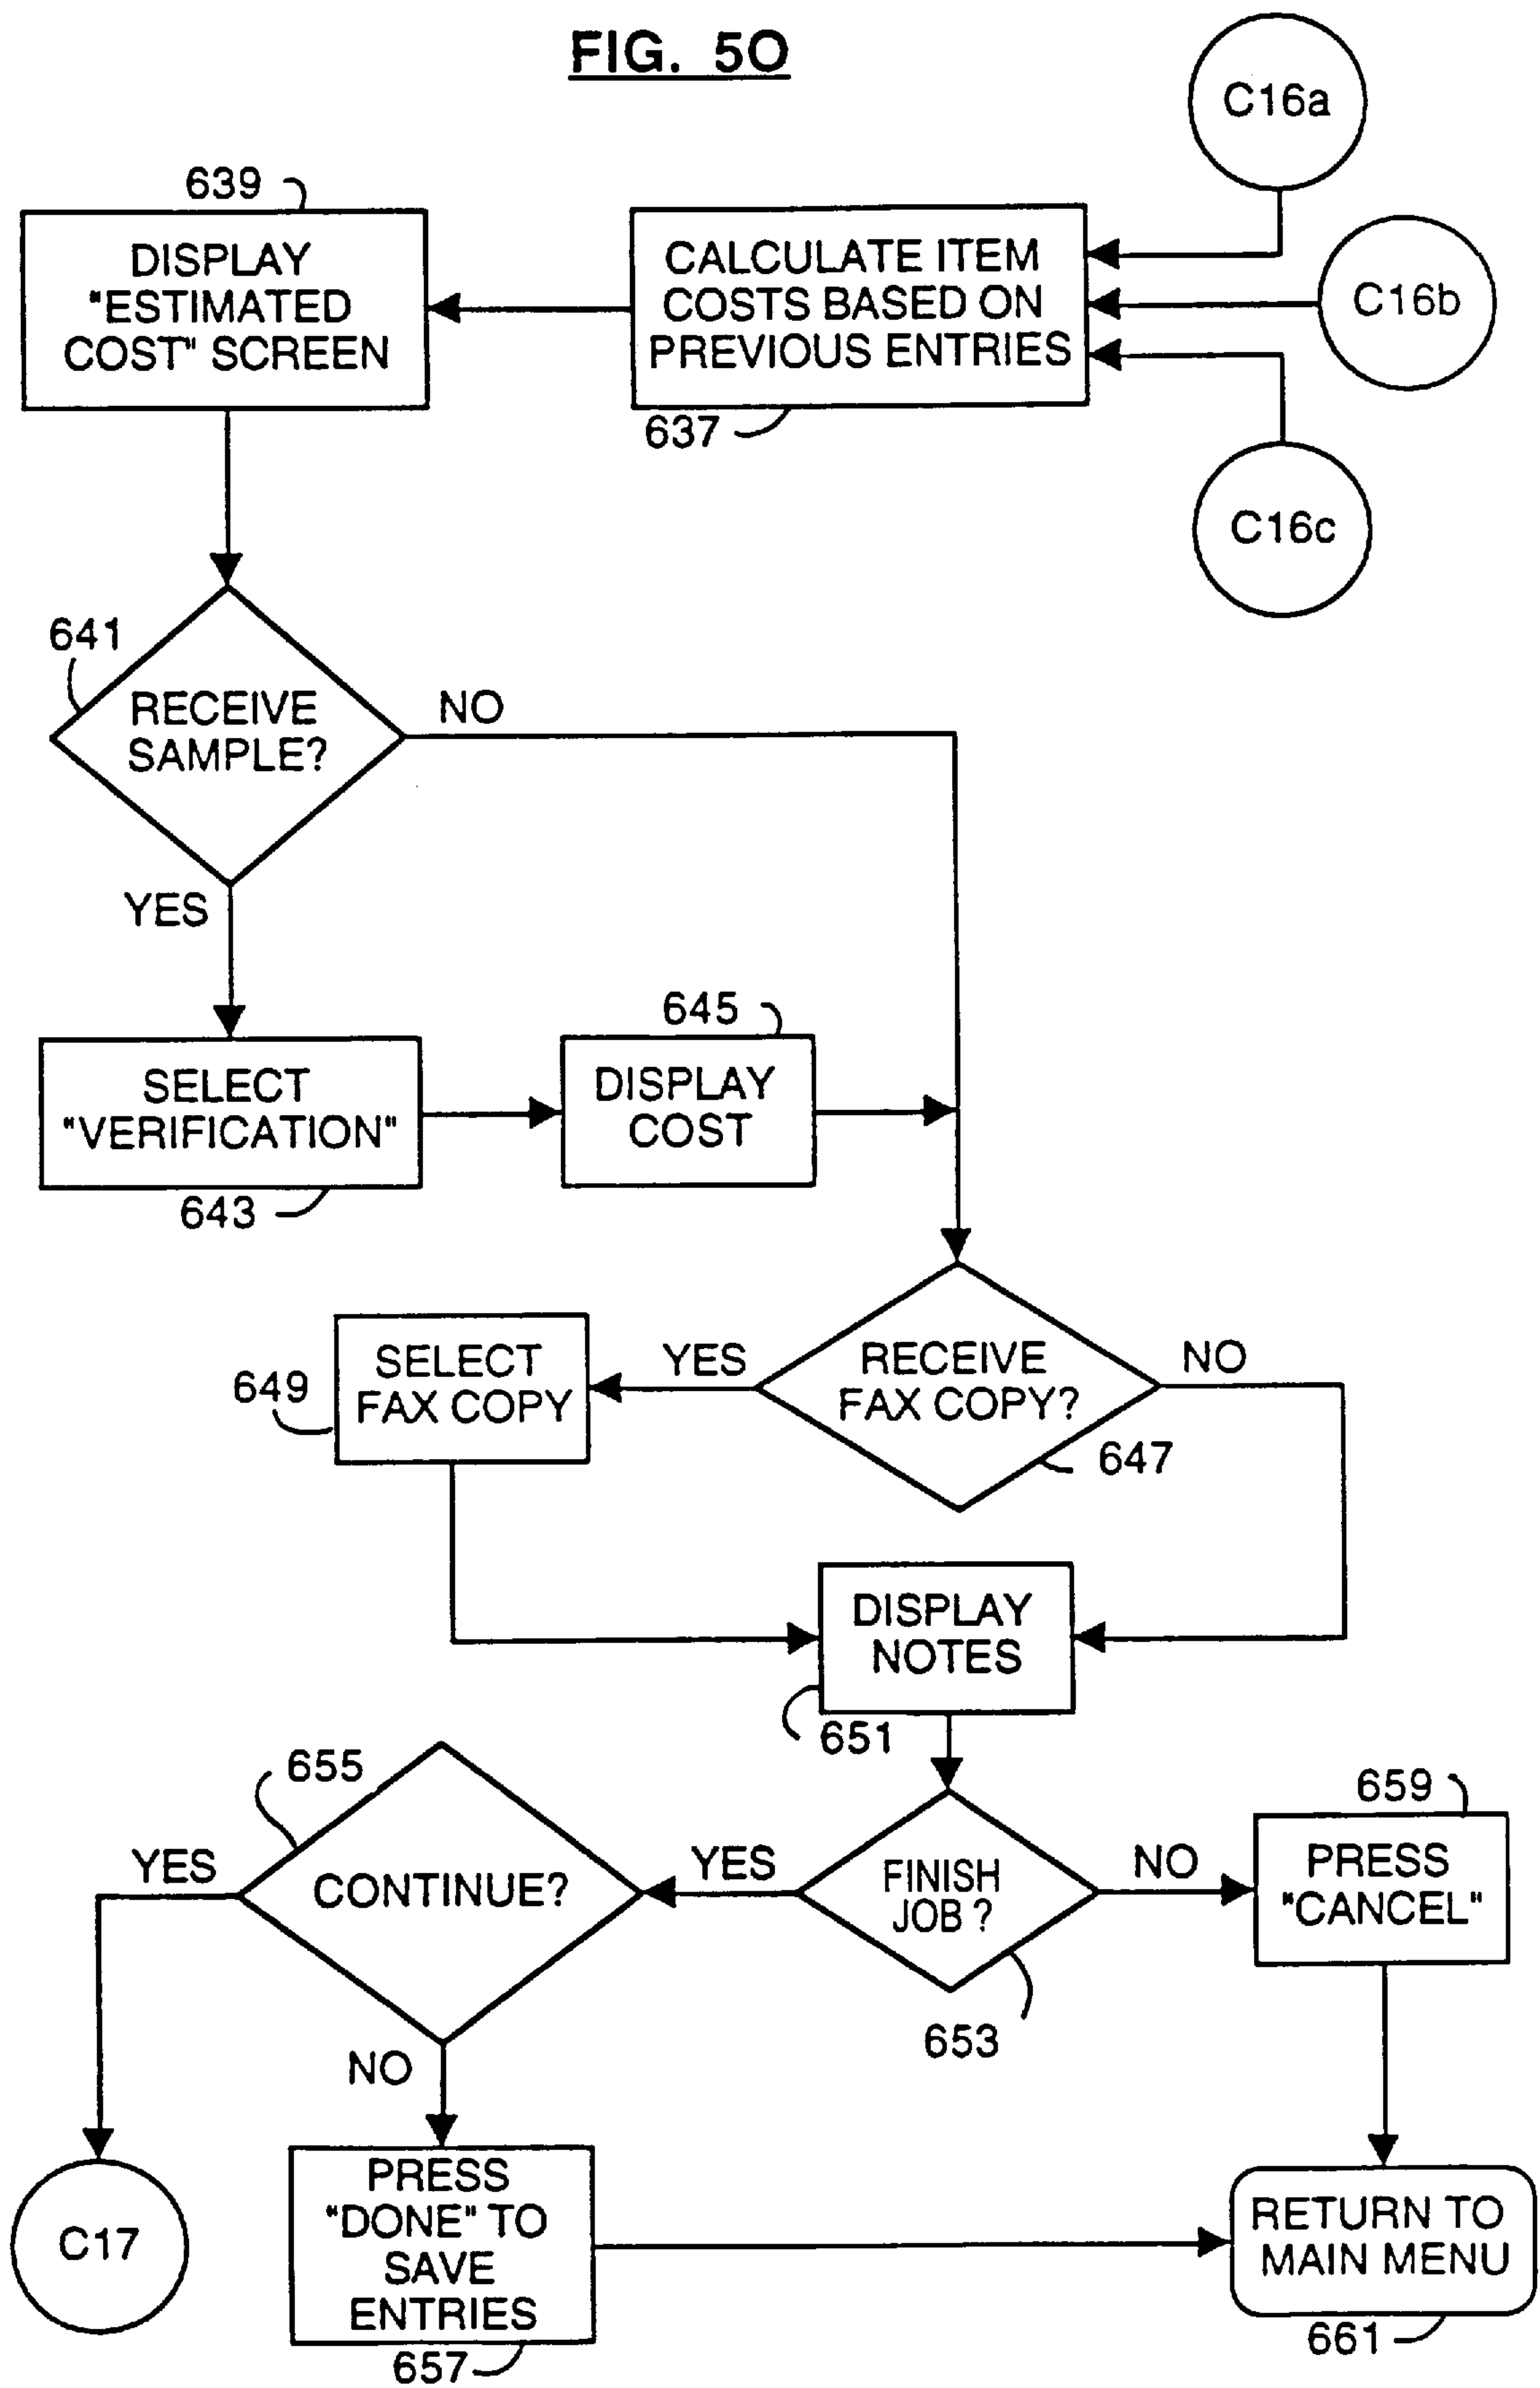 FIG. 5O
C16a
639
DISPLAY
"ESTIMATED
COST" SCREEN
CALCULATE ITEM
COSTS BASED ON
PREVIOUS ENTRIES
637
C16b
C16c
641
RECEIVE
SAMPLE?
NO
YES
645
SELECT
"VERIFICATION"
643
DISPLAY
COST
649
SELECT
FAX COPY
YES
RECEIVE
FAX COPY?
NO
647
DISPLAY
NOTES
651
655
YES
CONTINUE?
YES
FINISH
JOB ?
NO
659
PRESS
"CANCEL"
653
NO
C17
PRESS
"DONE" TO
SAVE
ENTRIES
657
RETURN TO
MAIN MENU
661